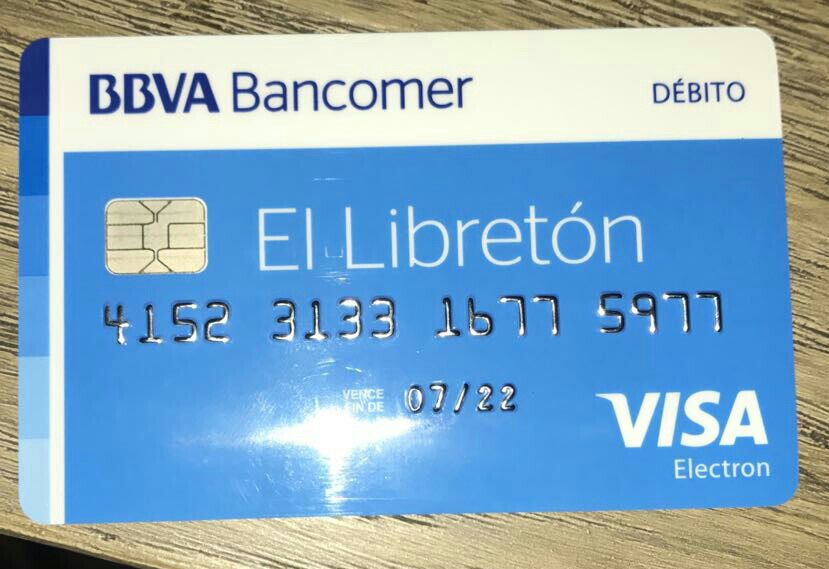 BBVA Bancomer
DÉBITO
El Libretón
4152 3133 1677 5977
VENCE
FIN DE
07/22
VISA
Electron